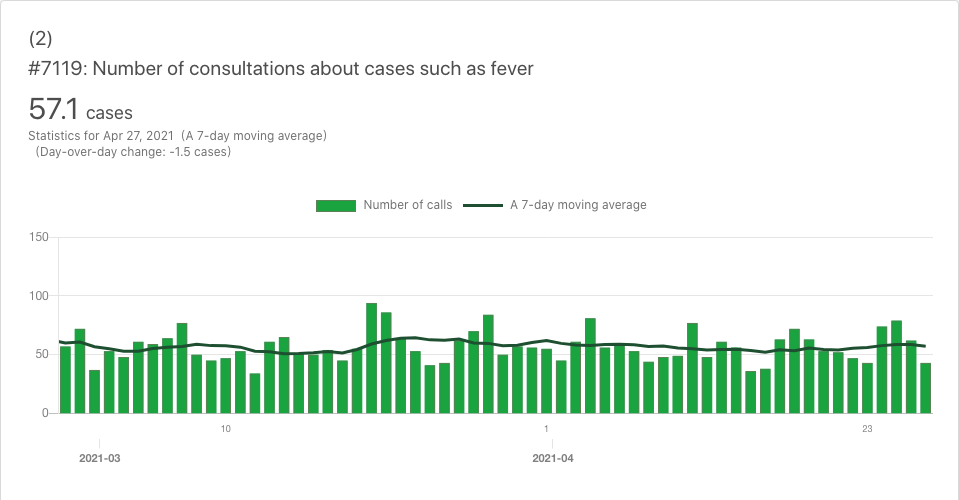 (2)
#7119: Number of consultations about cases such as fever
57.1 cases
Statistics for Apr 27, 2021 (A 7-day moving average)
(Day-over-day change: -1.5 cases)
Number of calls A 7-day moving average
150
100
50
0
10 1 23
2021-03 2021-04